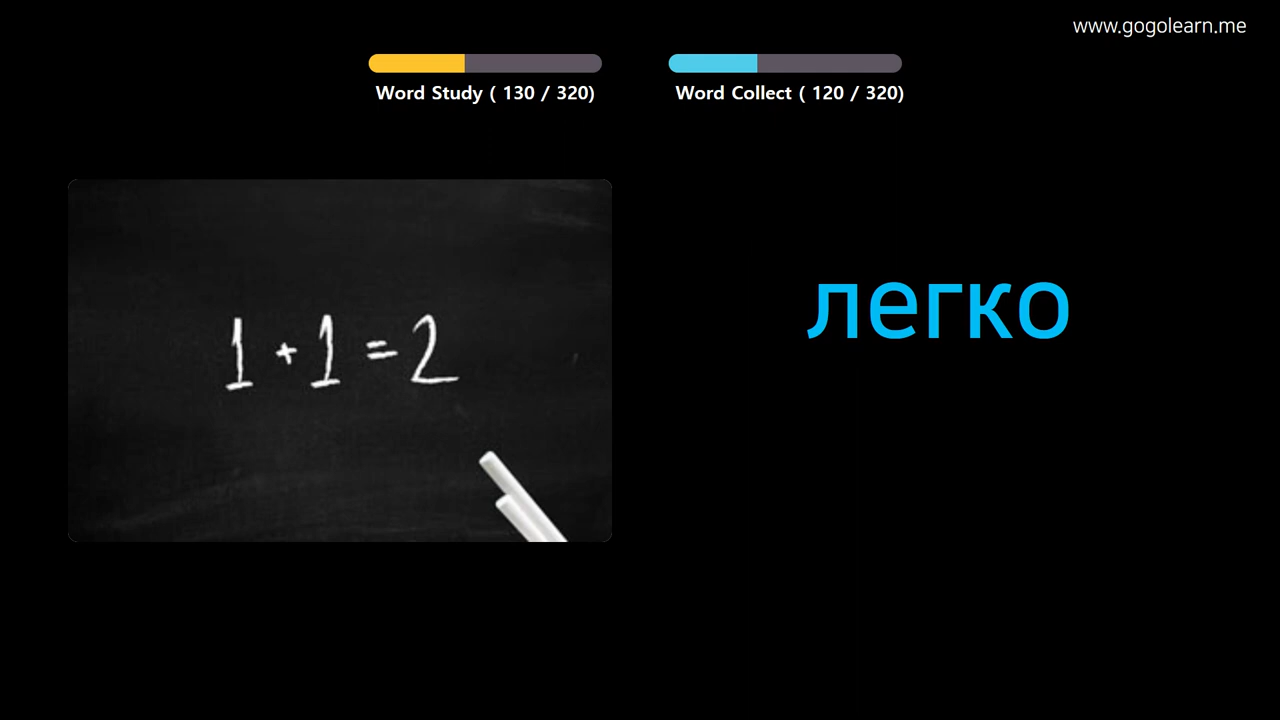 www.gogolearn.me
Word Study ( 130 / 320)
Word Collect ( 120 / 320)
1 + 1 = 2
легко